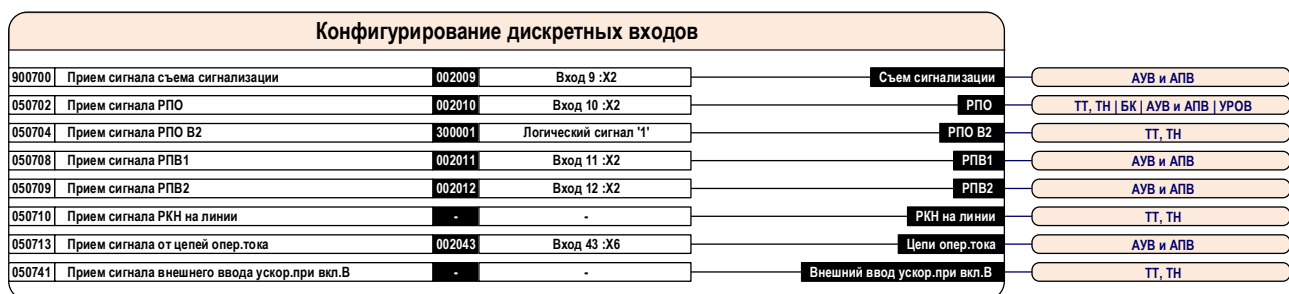 Конфигурирование дискретных входов
900700 Прием сигнала съема сигнализации 002009 Вход 9 :X2 Съем сигнализации АУВ и АПВ
050702 Прием сигнала РПО 002010 Вход 10 :X2 РПО ТТ, ТН | БК | АУВ и АПВ | УРОВ
050704 Прием сигнала РПО В2 300001 Логический сигнал '1' РПО В2 ТТ, ТН
050708 Прием сигнала РПВ1 002011 Вход 11 :X2 РПВ1 АУВ и АПВ
050709 Прием сигнала РПВ2 002012 Вход 12 :X2 РПВ2 АУВ и АПВ
050710 Прием сигнала РКН на линии - - РКН на линии ТТ, ТН
050713 Прием сигнала от цепей опер.тока 002043 Вход 43 :X6 Цепи опер.тока АУВ и АПВ
050741 Прием сигнала внешнего ввода ускор.при вкл.В - - Внешний ввод ускор.при вкл.В ТТ, ТН